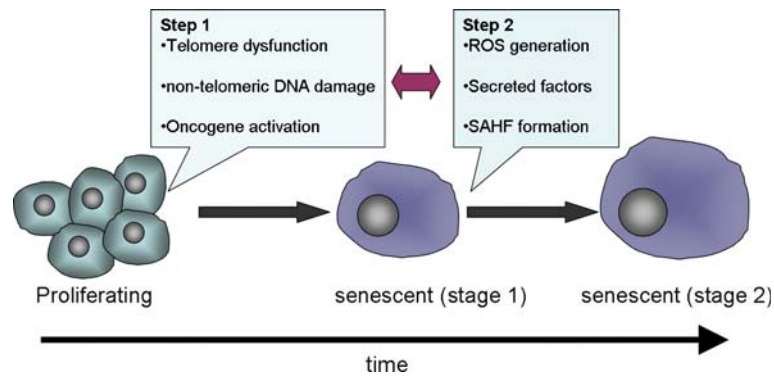 Step 1
•Telomere dysfunction
•non-telomeric DNA damage
•Oncogene activation
Step 2
•ROS generation
•Secreted factors
•SAHF formation
Proliferating
senescent (stage 1)
senescent (stage 2)
time